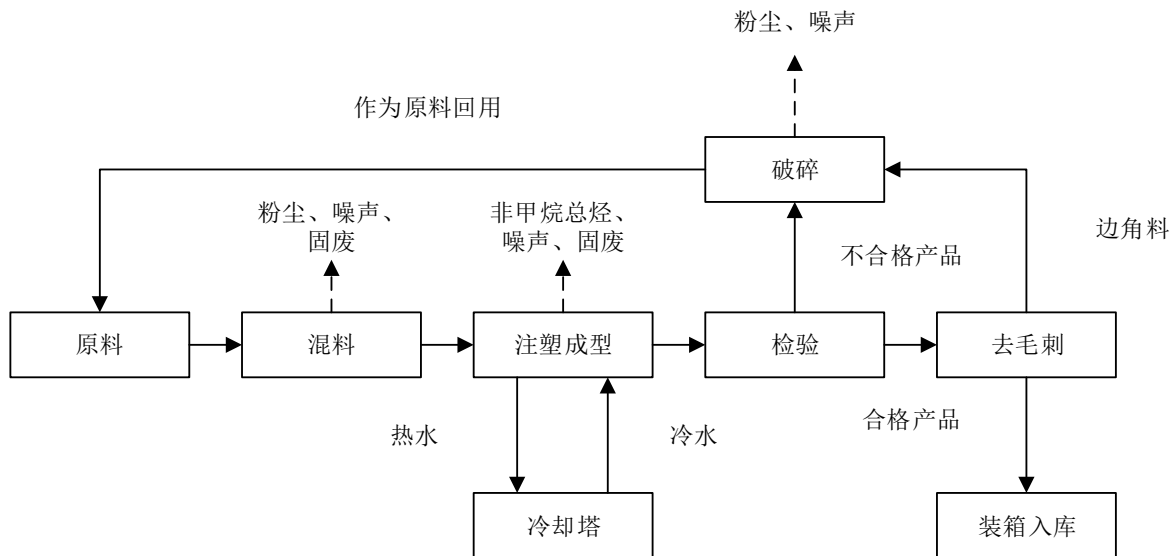 粉尘、噪声
作为原料回用
破碎
粉尘、噪声、
固废
非甲烷总烃、
噪声、固废
边角料
不合格产品
原料
混料
注塑成型
检验
去毛刺
热水
冷水
合格产品
冷却塔
装箱入库